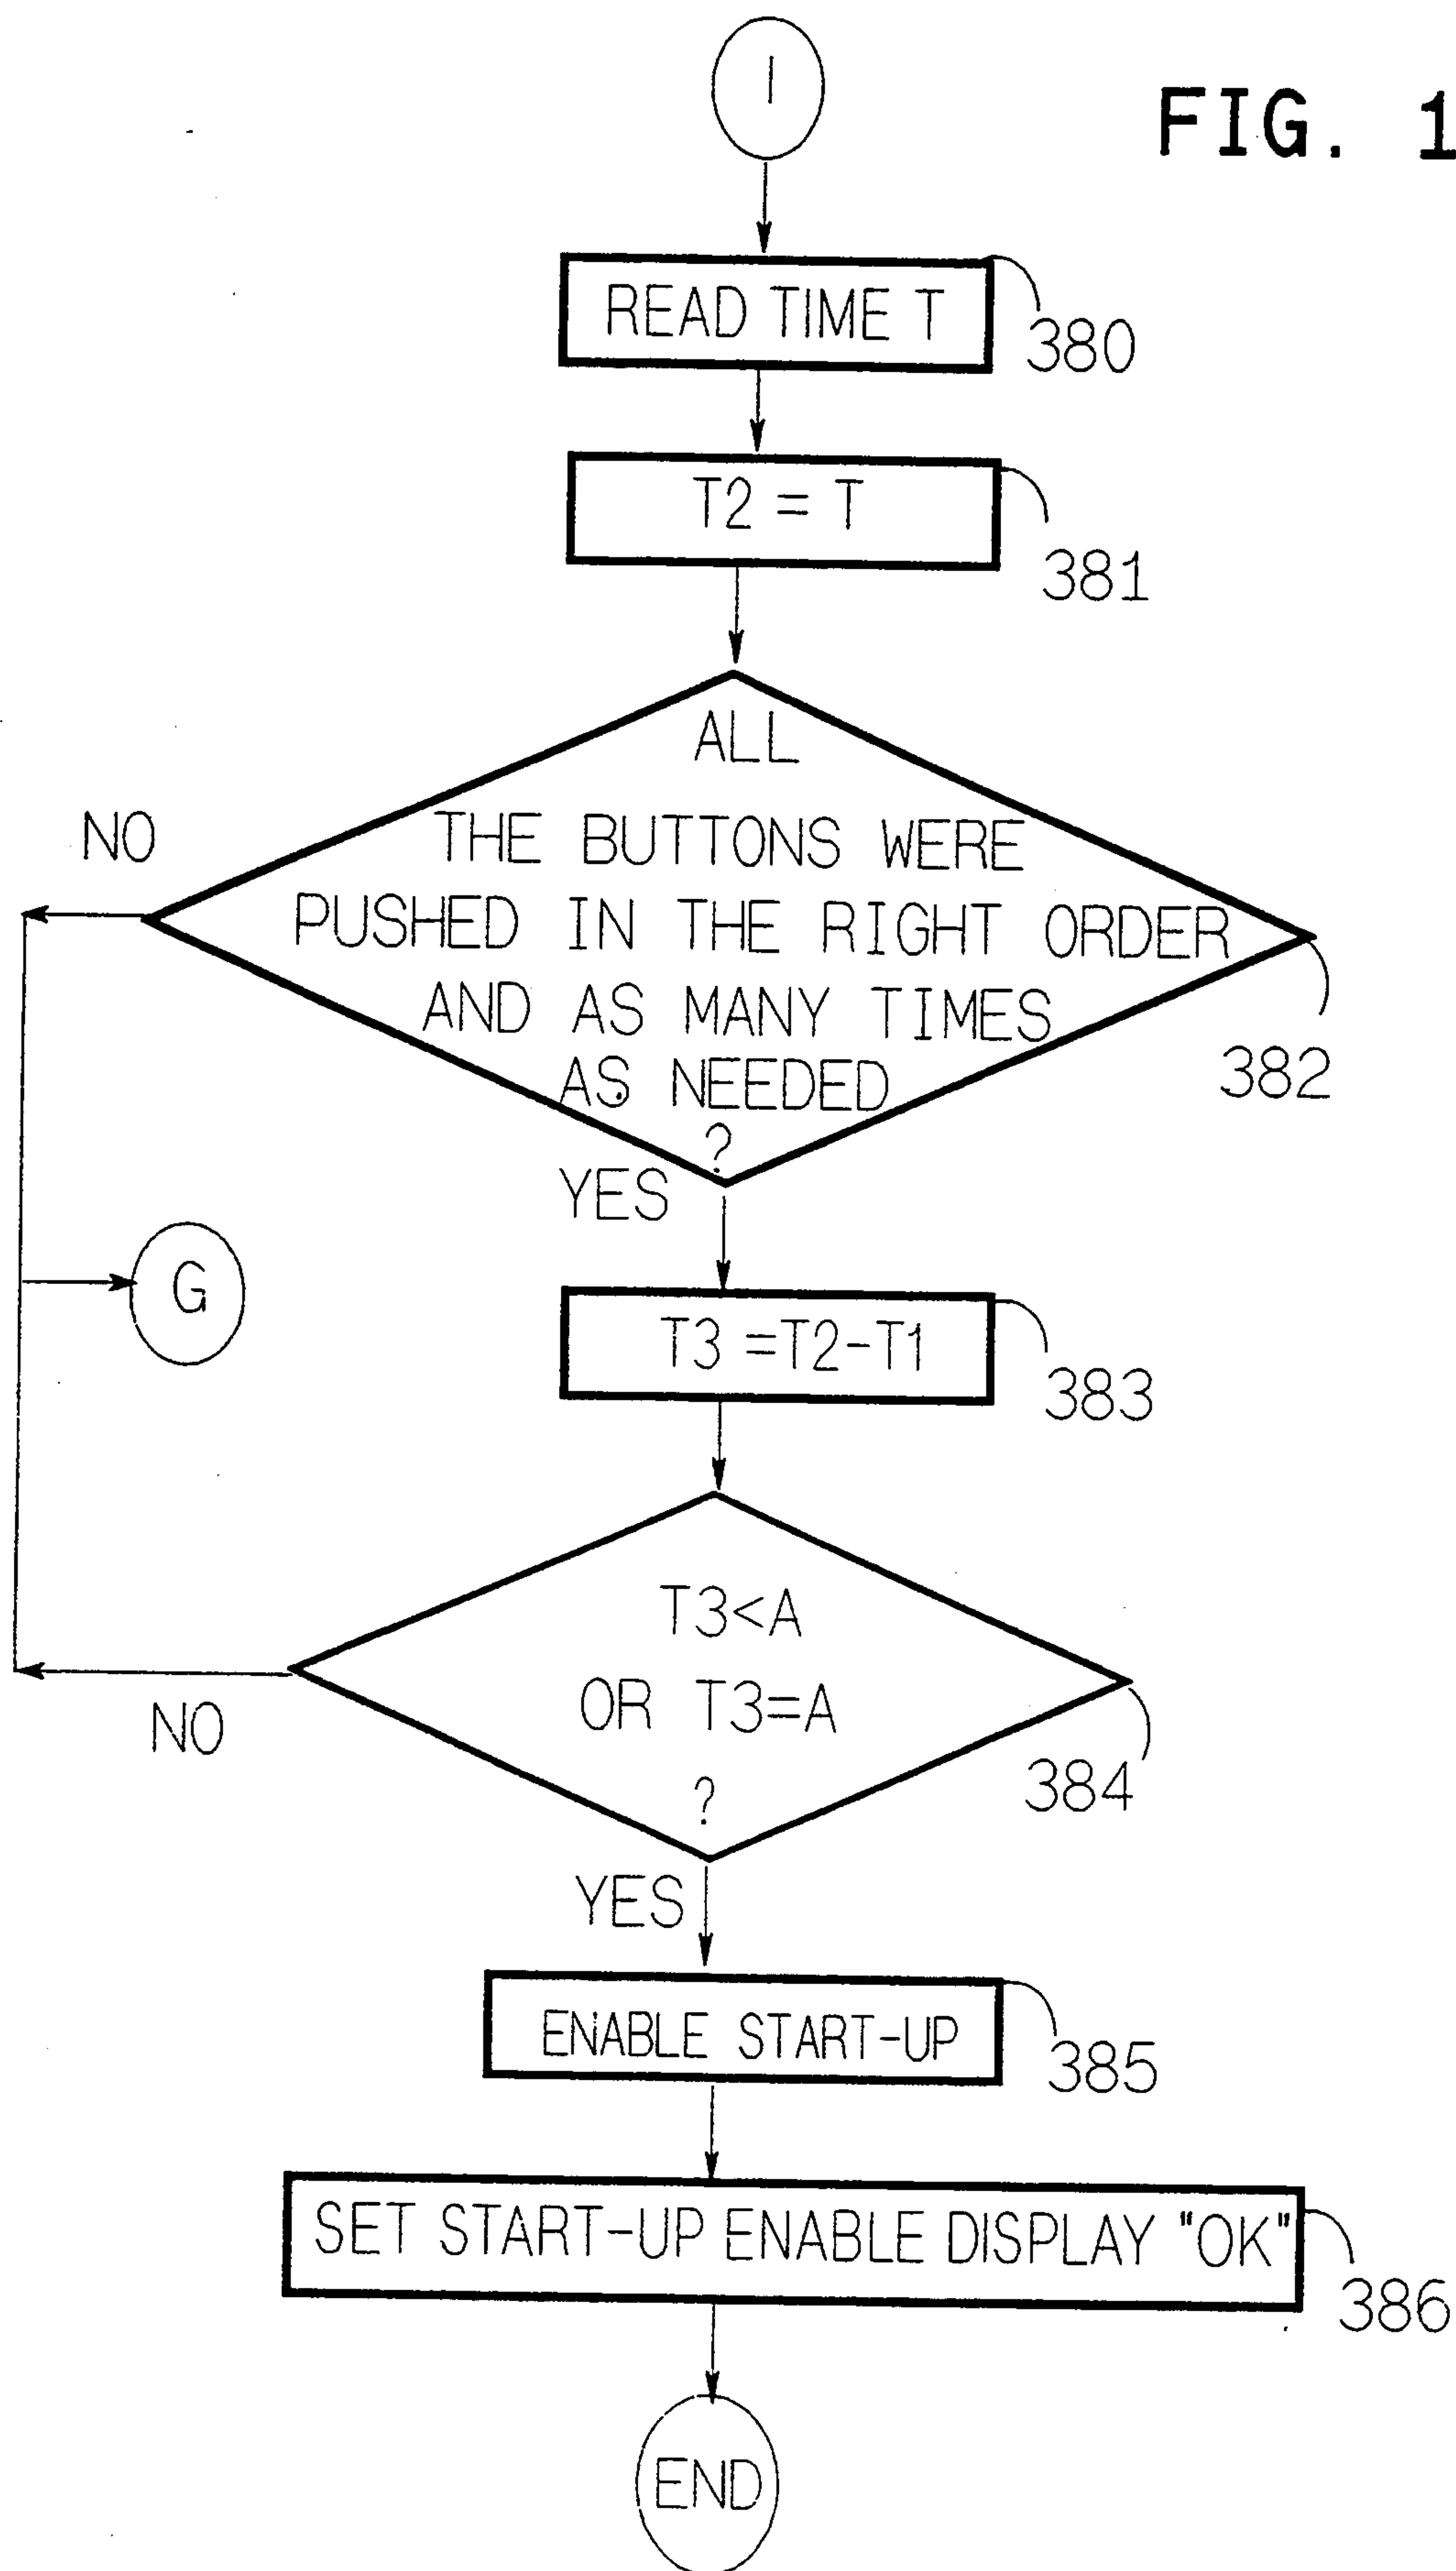 I
FIG. 1
READ TIME T
380
T2 = T
381
ALL
THE BUTTONS WERE
PUSHED IN THE RIGHT ORDER
AND AS MANY TIMES
AS NEEDED
?
382
NO
YES
G
T3 =T2-T1
383
T3<A
OR T3=A
?
384
NO
YES
ENABLE START-UP
385
SET START-UP ENABLE DISPLAY "OK"
386
END